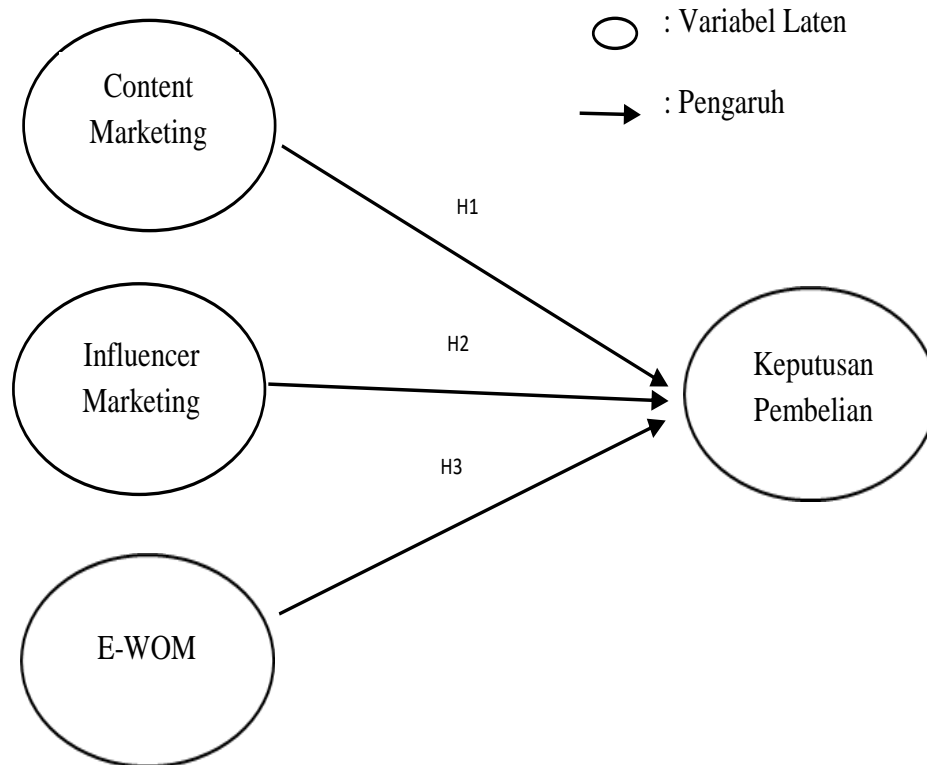 : Variabel Laten
: Pengaruh
Content
Marketing
H1
Influencer
Marketing
H2
Keputusan
Pembelian
H3
E-WOM